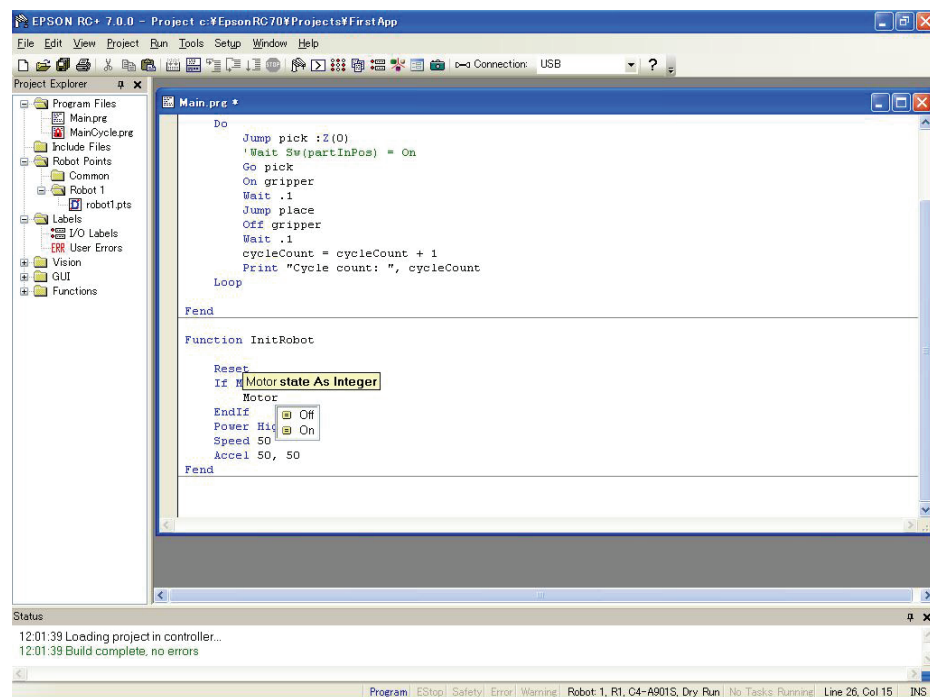 EPSON RC+ 7.0.0 - Project c:¥EpsonRC70¥Projects¥FirstApp
File Edit View Project Run Tools Setup Window Help
Connection: USB
Project Explorer
Program Files
Main.prg
MainCycle.prg
Include Files
Robot Points
Common
Robot 1
robot1.pts
Labels
I/O Labels
ERR User Errors
Vision
GUI
Functions
Main.prg *
Do
Jump pick :Z(0)
'Wait Sw(partInPos) = On
Go pick
On gripper
Wait .1
Jump place
Off gripper
Wait .1
cycleCount = cycleCount + 1
Print "Cycle count: ", cycleCount
Loop
Fend
Function InitRobot
Reset
If M
Motor state As Integer
Motor
Off
On
EndIf
Power Hig
Speed 50
Accel 50, 50
Fend
Status
12:01:39 Loading project in controller...
12:01:39 Build complete, no errors
Program EStop Safety Error Warning Robot: 1, R1, C4-A901S, Dry Run No Tasks Running Line 26, Col 15 INS